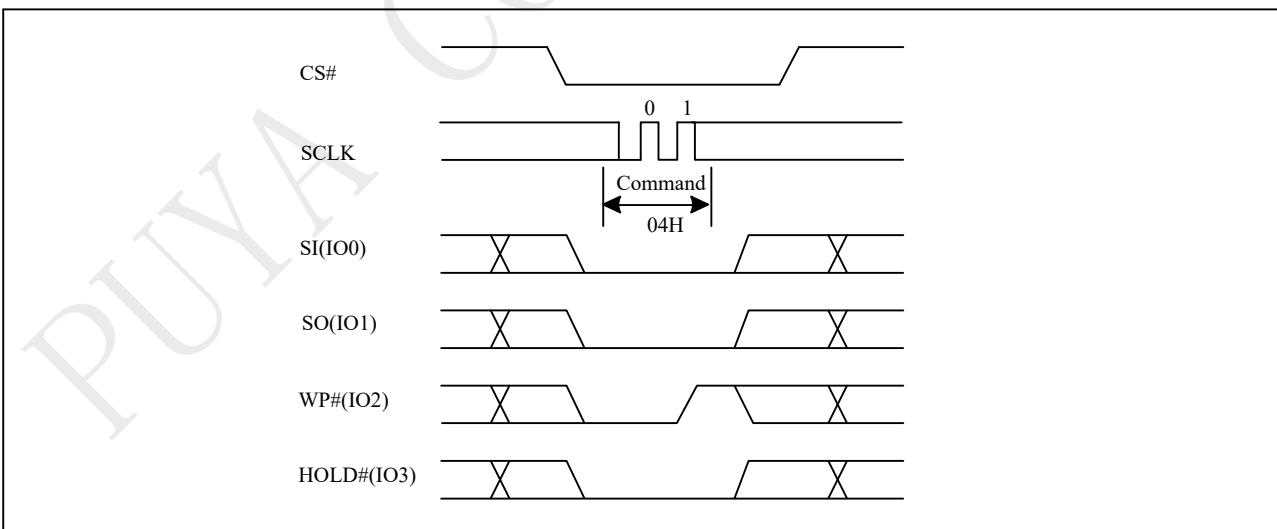 CS#
0 1
SCLK
Command
04H
SI(IO0)
SO(IO1)
WP#(IO2)
HOLD#(IO3)
PUYA